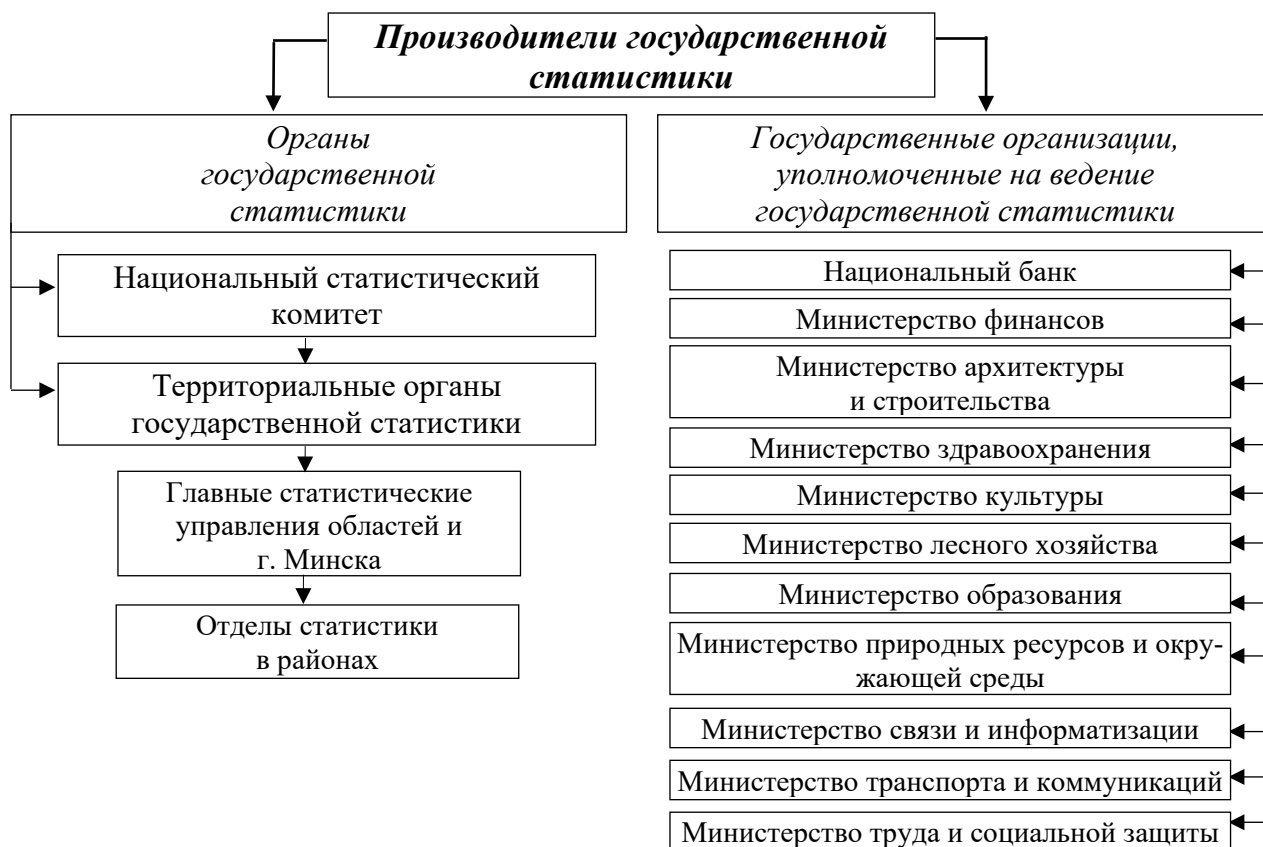 Производители государственной
статистики
Органы
государственной
статистики
Национальный статистический
комитет
Территориальные органы
государственной статистики
Главные статистические
управления областей и
г. Минска
Отделы статистики
в районах
Государственные организации,
уполномоченные на ведение
государственной статистики
Национальный банк
Министерство финансов
Министерство архитектуры
и строительства
Министерство здравоохранения
Министерство культуры
Министерство лесного хозяйства
Министерство образования
Министерство природных ресурсов и окру-
жающей среды
Министерство связи и информатизации
Министерство транспорта и коммуникаций
Министерство труда и социальной защиты